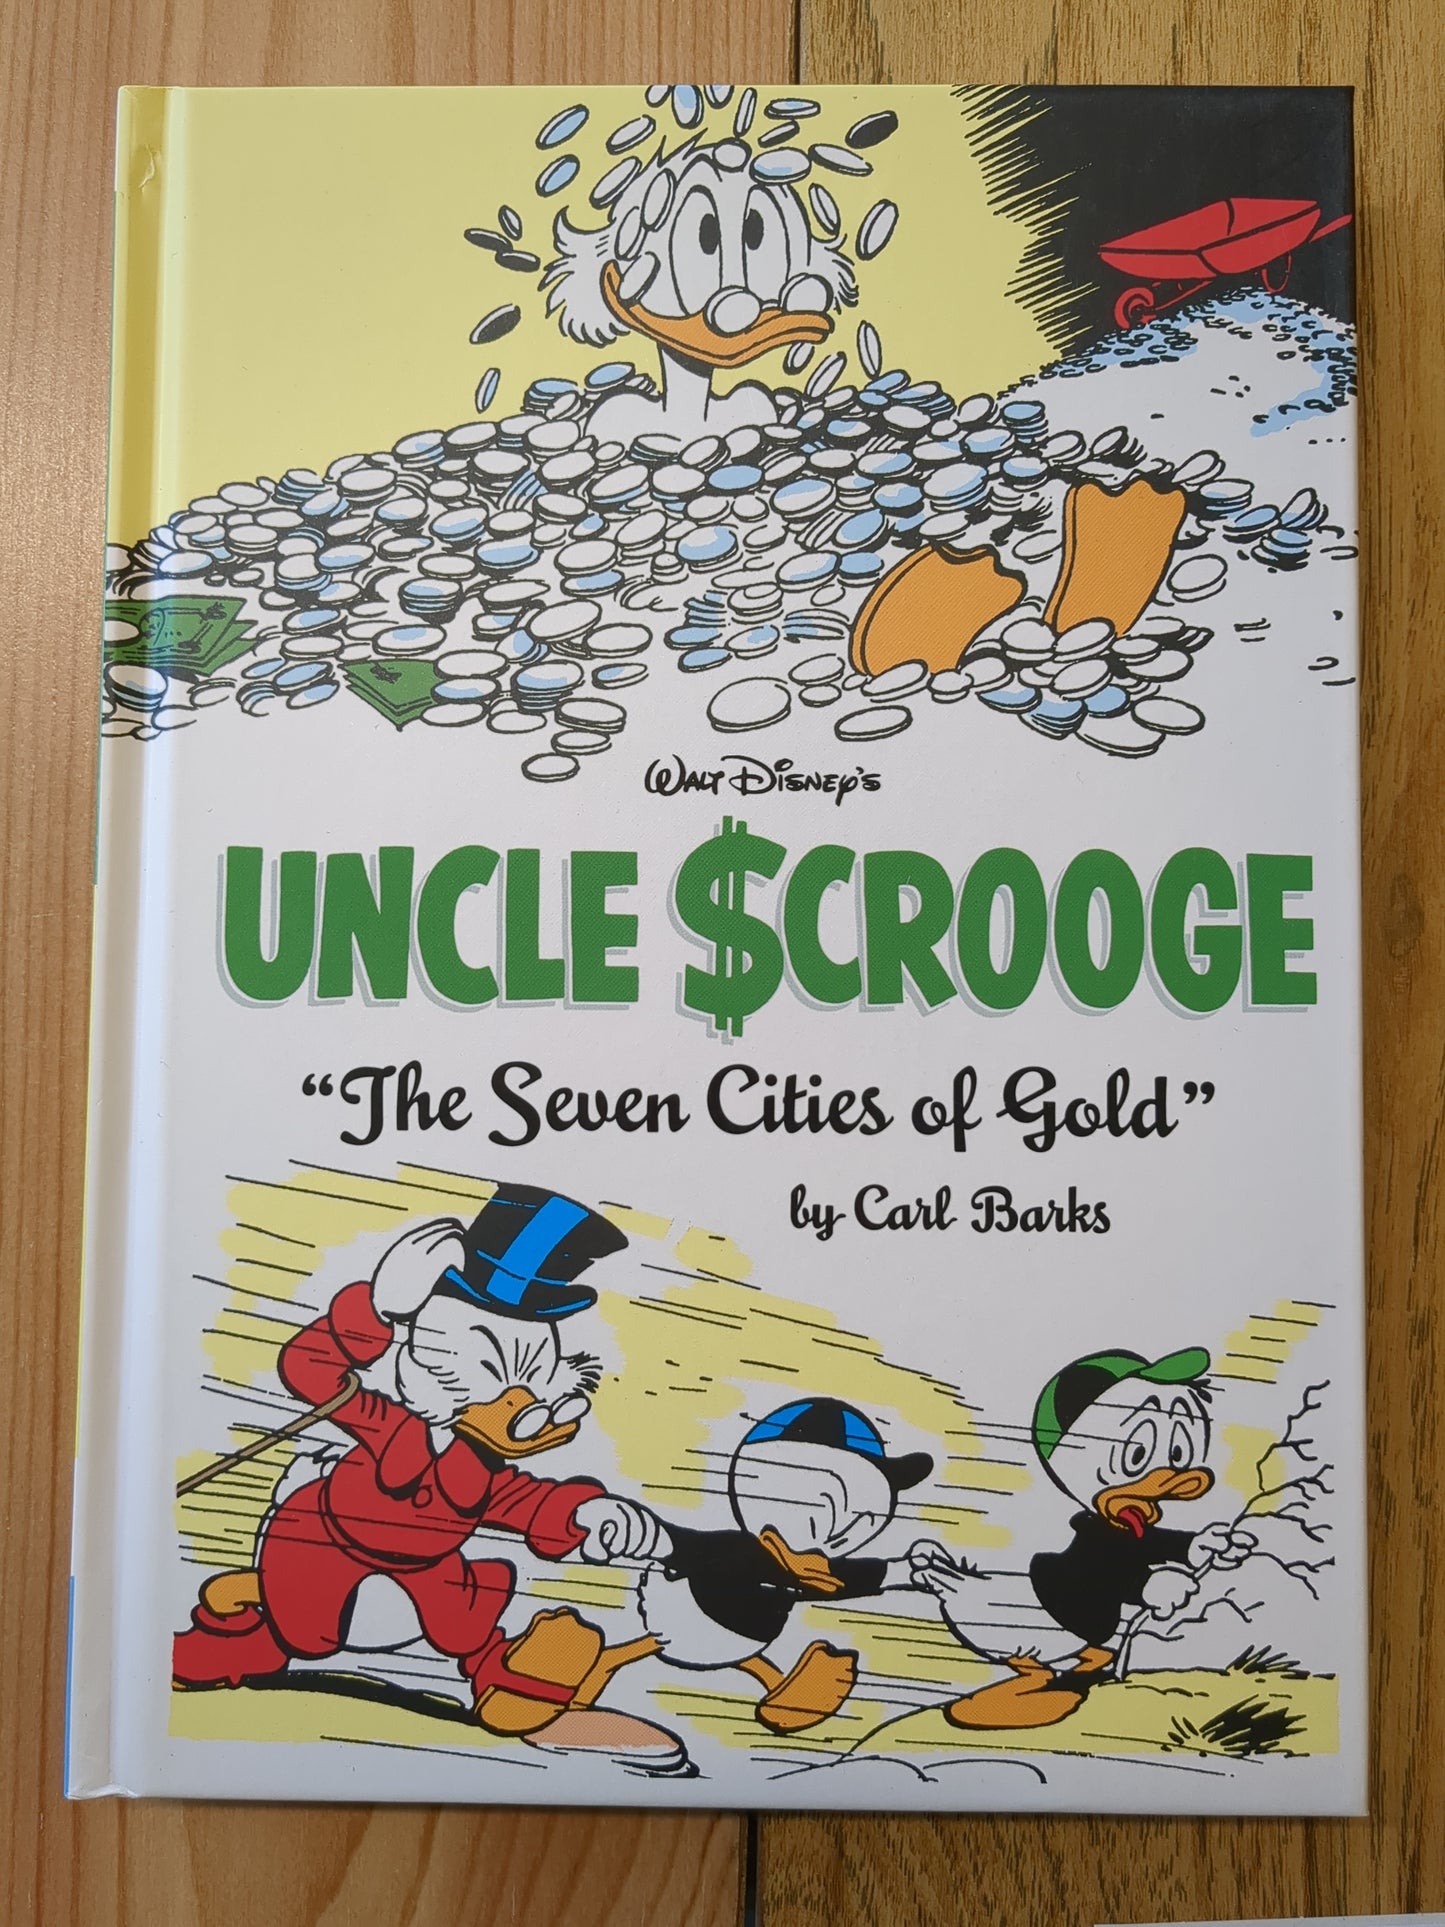 Walt Disney's
UNCLE $CROOGE
“The Seven Cities of Gold”
by Carl Barks